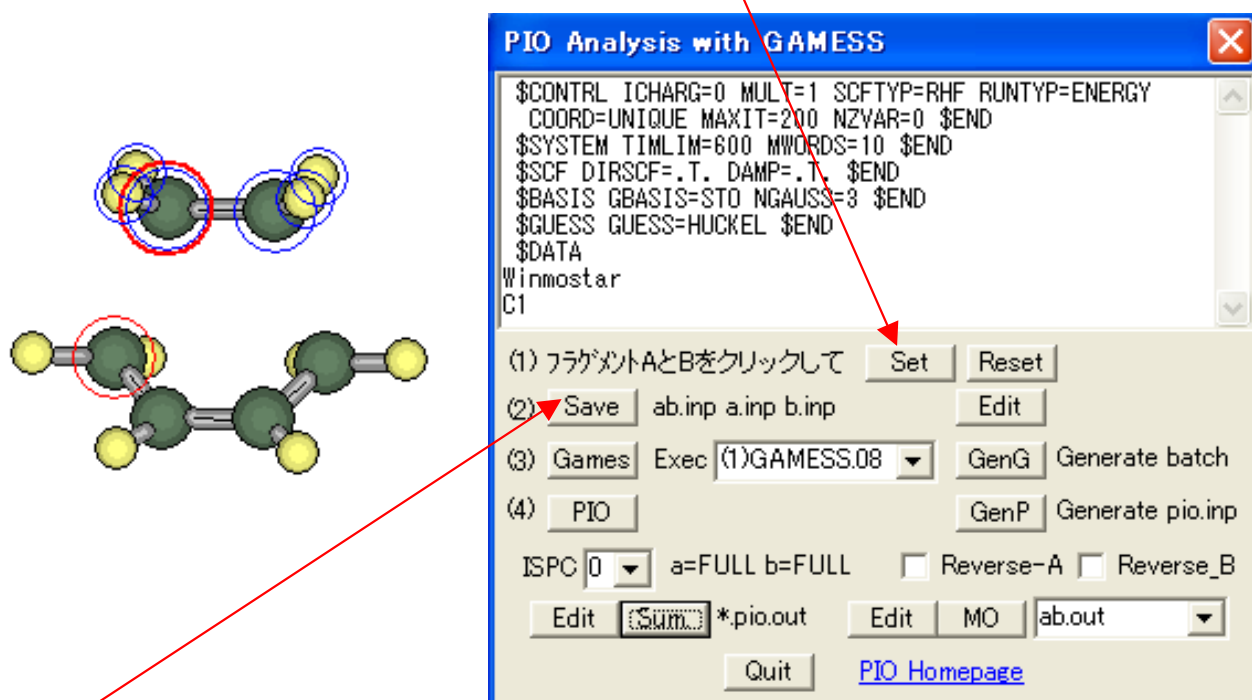 PIO Analysis with GAMESS
$CONTRL ICHARG=0 MULT=1 SCFTYP=RHF RUNTYP=ENERGY
COORD=UNIQUE MAXIT=200 NZVAR=0 $END
$SYSTEM TIMLIM=600 MWORDS=10 $END
$SCF DIRSCF=.T. DAMP=.T. $END
$BASIS GBASIS=STO NGAUSS=3 $END
$GUESS GUESS=HUCKEL $END
$DATA
Winmostar
C1
(1) フラグメントAとBをクリックして Set Reset
(2) Save ab.inp a.inp b.inp Edit
(3) Games Exec (1)GAMESS.08 GenG Generate batch
(4) PIO GenP Generate pio.inp
ISPC 0 a=FULL b=FULL Reverse-A Reverse_B
Edit Sum *.pio.out Edit MO ab.out
Quit PIO Homepage